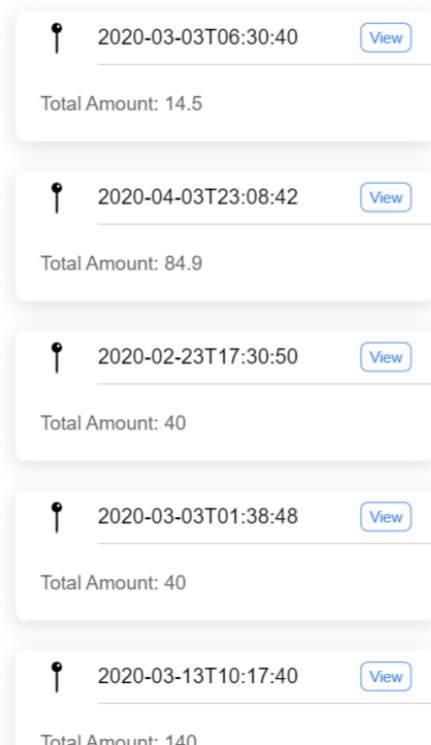 2020-03-03T06:30:40 View
Total Amount: 14.5
2020-04-03T23:08:42 View
Total Amount: 84.9
2020-02-23T17:30:50 View
Total Amount: 40
2020-03-03T01:38:48 View
Total Amount: 40
2020-03-13T10:17:40 View
Total Amount: 140